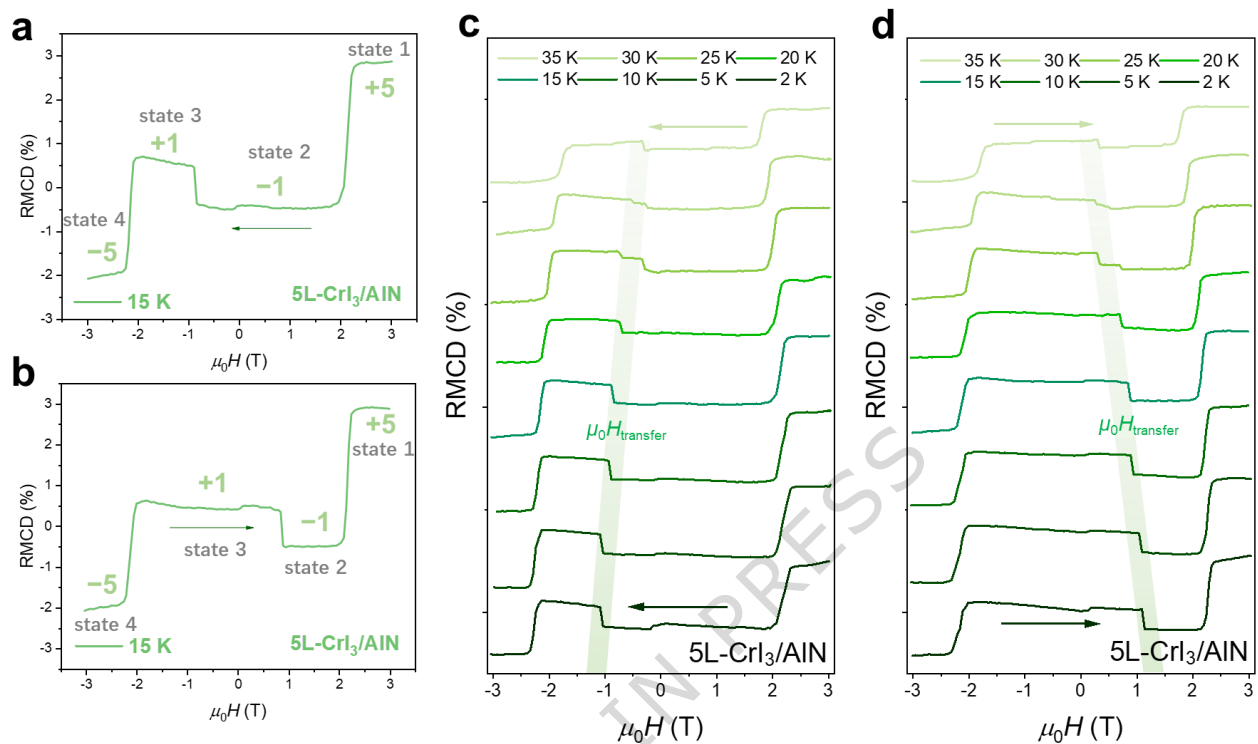 a
3
2
1
0
-1
-2
-3
RMCD (%)
state 1
+5
state 3
+1
state 2
−1
state 4
−5
15 K
5L-CrI₃/AlN
-3 -2 -1 0 1 2 3
μ₀H (T)
b
3
2
1
0
-1
-2
-3
RMCD (%)
+5
state 1
+1
state 3
−1
state 2
−5
state 4
15 K
5L-CrI₃/AlN
-3 -2 -1 0 1 2 3
μ₀H (T)
c
35 K 30 K 25 K 20 K
15 K 10 K 5 K 2 K
RMCD (%)
μ₀Htransfer
5L-CrI₃/AlN
-3 -2 -1 0 1 2 3
μ₀H (T)
d
35 K 30 K 25 K 20 K
15 K 10 K 5 K 2 K
RMCD (%)
μ₀Htransfer
5L-CrI₃/AlN
-3 -2 -1 0 1 2 3
μ₀H (T)
IN PRESS